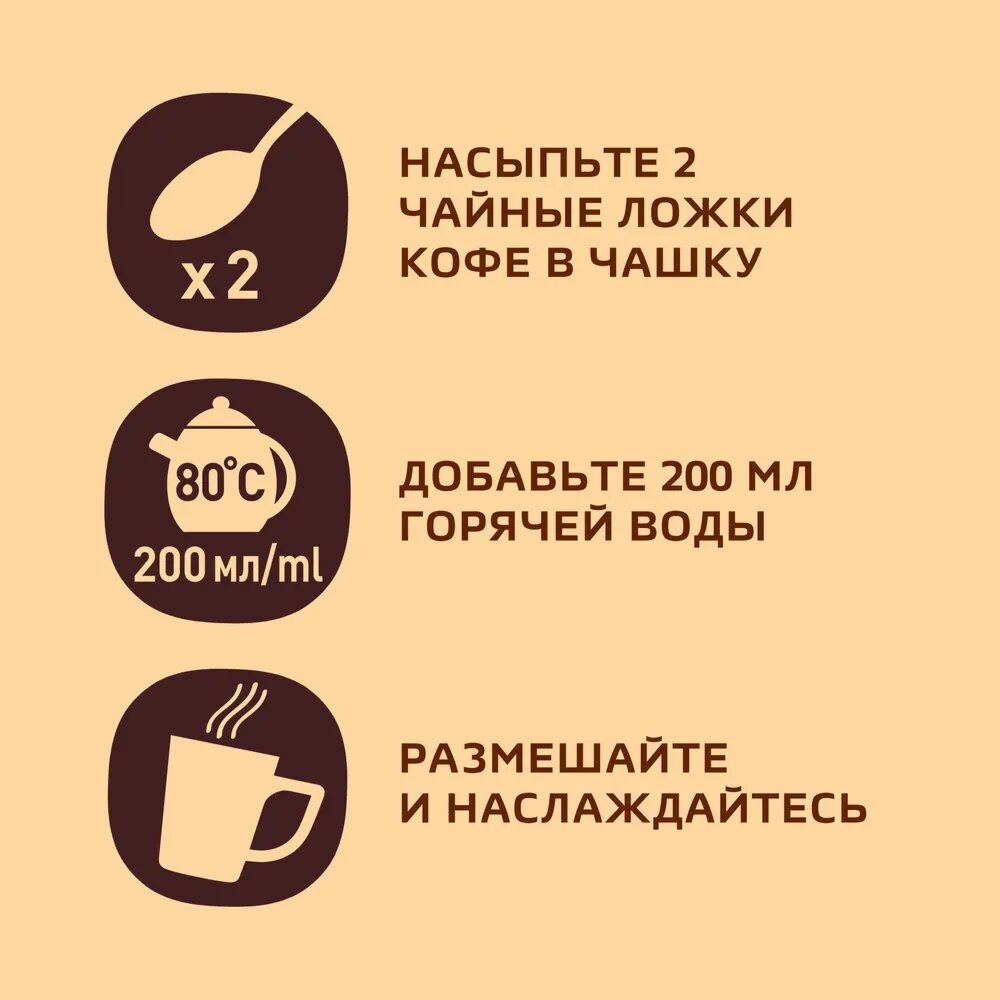 НАСЫПЬТЕ 2
ЧАЙНЫЕ ЛОЖКИ
КОФЕ В ЧАШКУ
x 2
80°C
200 мл/ml
ДОБАВЬТЕ 200 МЛ
ГОРЯЧЕЙ ВОДЫ
РАЗМЕШАЙТЕ
И НАСЛАЖДАЙТЕСЬ